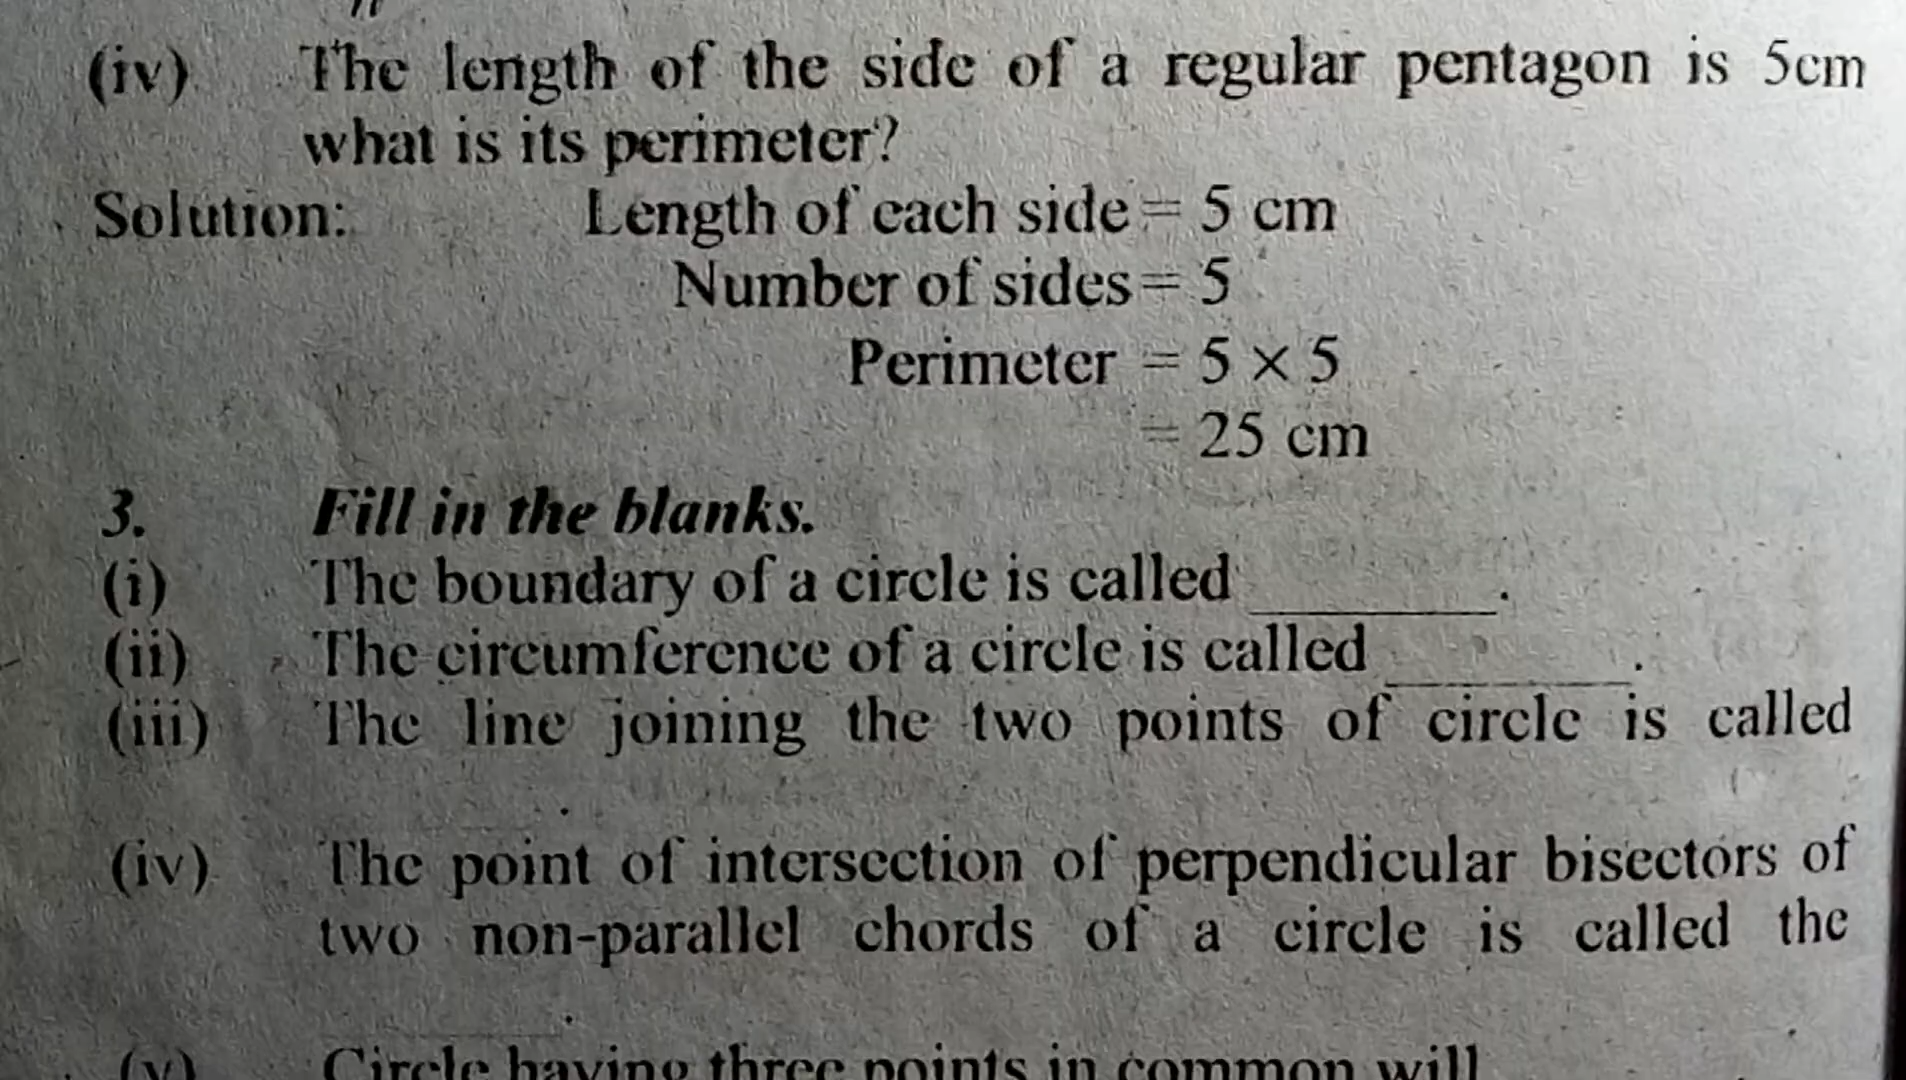 (iv) The length of the side of a regular pentagon is 5cm
what is its perimeter?
Solution: Length of each side = 5 cm
Number of sides = 5
Perimeter = 5 × 5
= 25 cm
3. Fill in the blanks.
(i) The boundary of a circle is called ________.
(ii) The circumference of a circle is called ________.
(iii) The line joining the two points of circle is called
________.
(iv) The point of intersection of perpendicular bisectors of
two non-parallel chords of a circle is called the
________.
(v) Circle having three points in common will